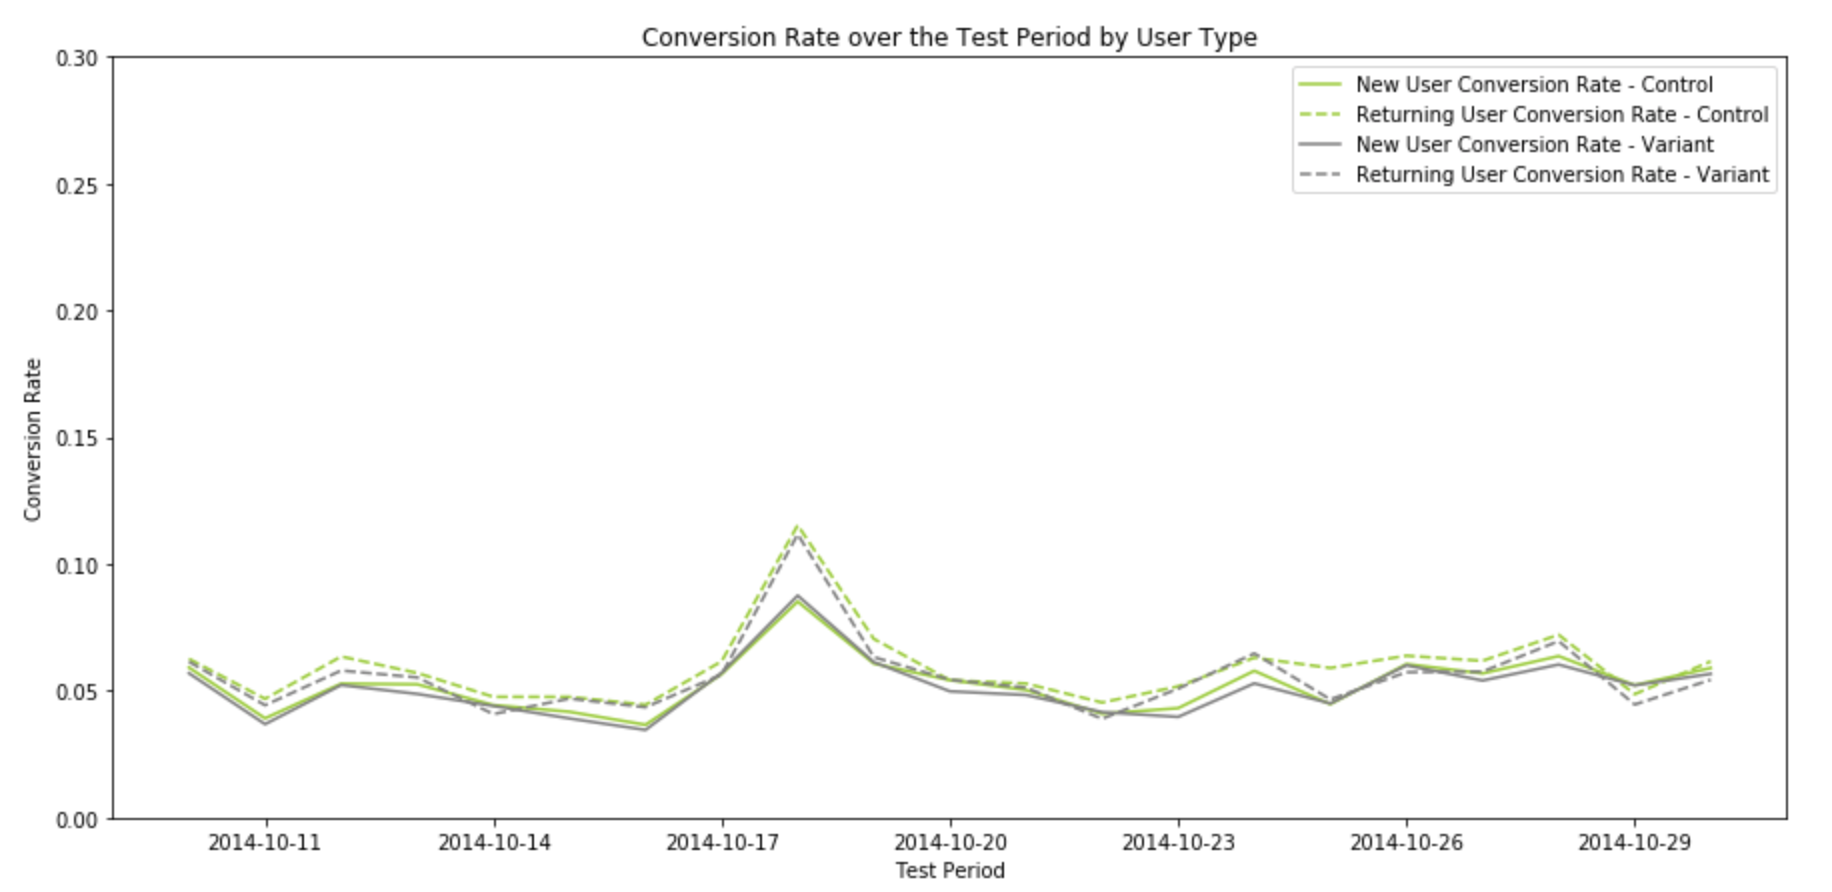 Conversion Rate over the Test Period by User Type
New User Conversion Rate - Control
Returning User Conversion Rate - Control
New User Conversion Rate - Variant
Returning User Conversion Rate - Variant
0.30
0.25
0.20
0.15
0.10
0.05
0.00
Conversion Rate
2014-10-11 2014-10-14 2014-10-17 2014-10-20 2014-10-23 2014-10-26 2014-10-29
Test Period